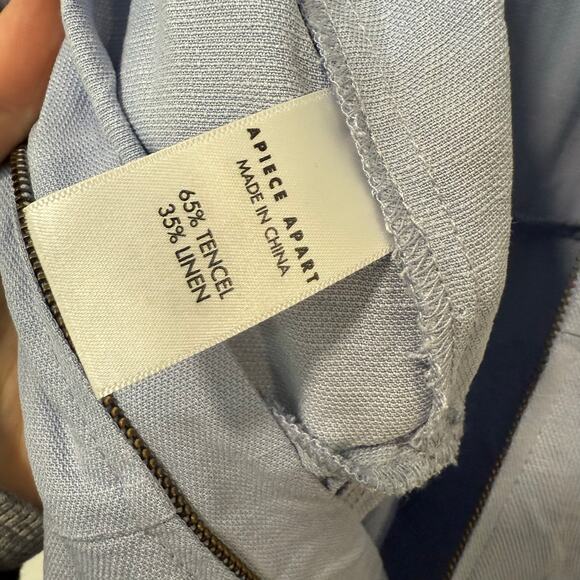 APIECE APART
MADE IN CHINA
65% TENCEL
35% LINEN